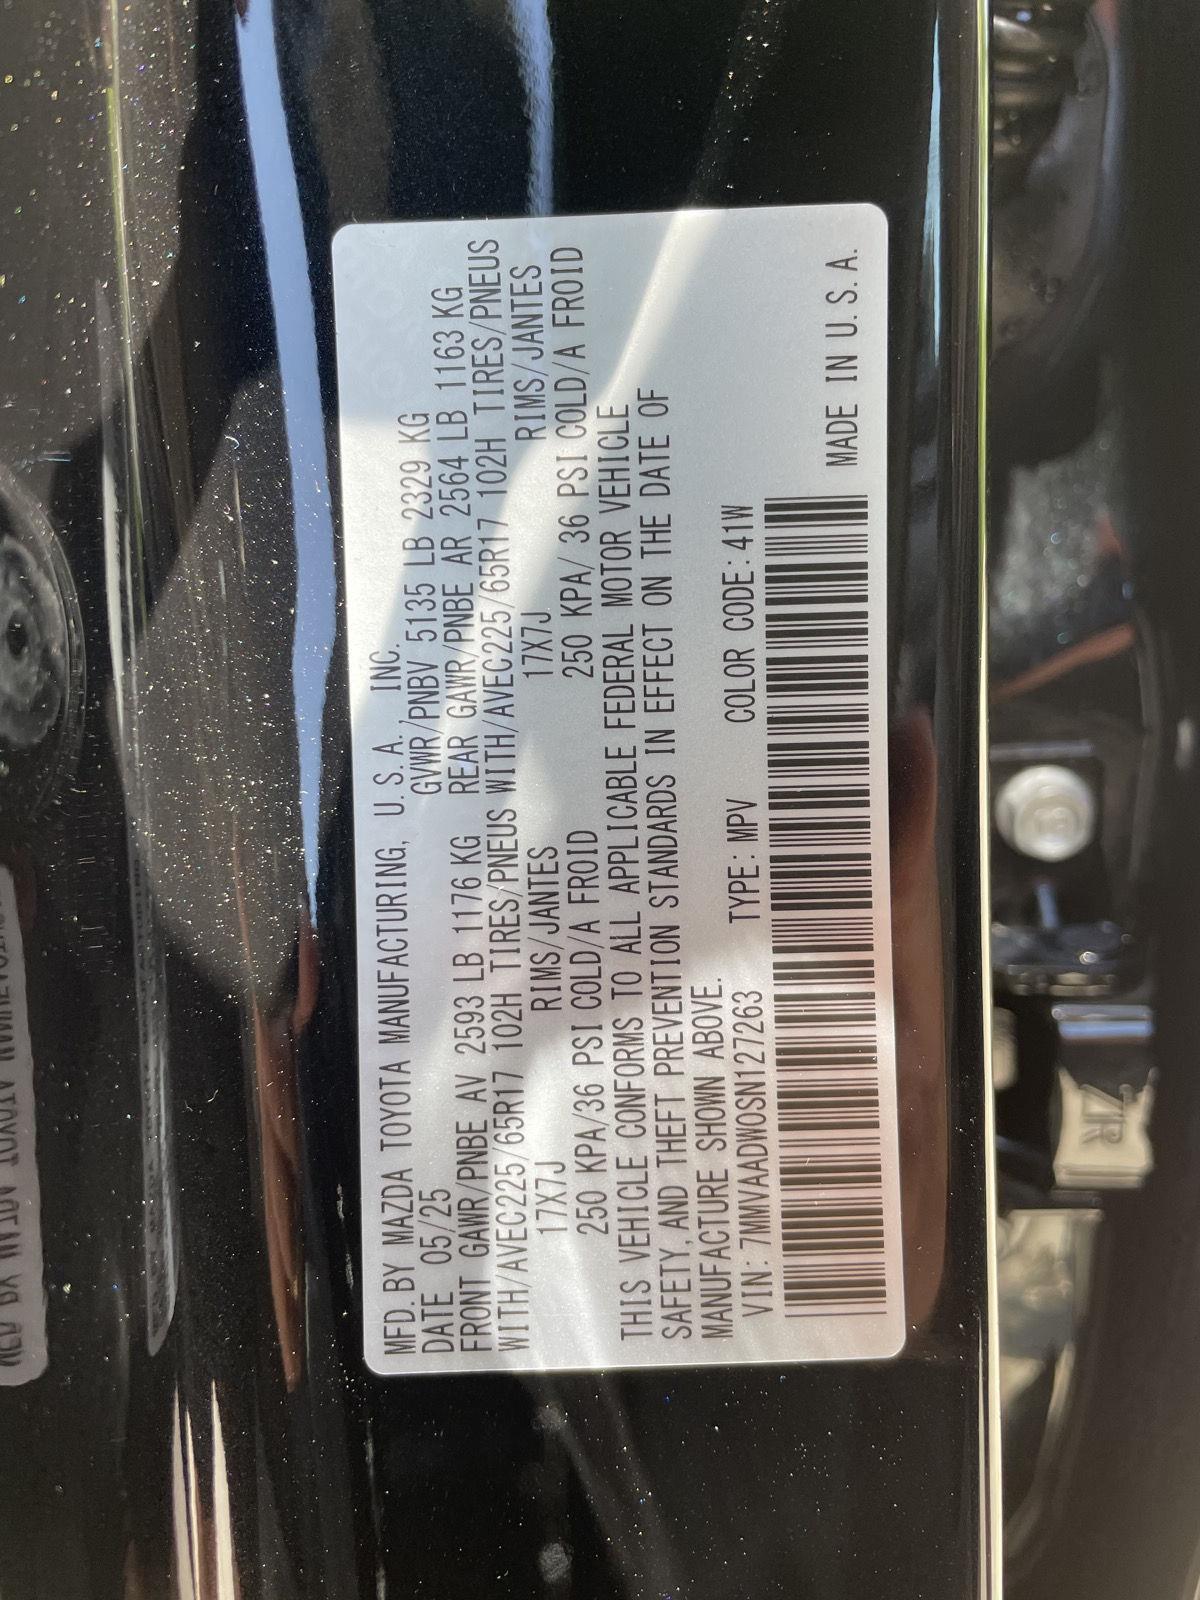 MFD. BY MAZDA TOYOTA MANUFACTURING, U.S.A. INC.
DATE 05/25 GVWR/PNBV 5135 LB 2329 KG
FRONT GAWR/PNBE AV 2593 LB 1176 KG REAR GAWR/PNBE AR 2564 LB 1163 KG
WITH/AVEC225/65R17 102H TIRES/PNEUS WITH/AVEC225/65R17 102H TIRES/PNEUS
17X7J RIMS/JANTES 17X7J RIMS/JANTES
250 KPA/36 PSI COLD/A FROID 250 KPA/ 36 PSI COLD/A FROID
THIS VEHICLE CONFORMS TO ALL APPLICABLE FEDERAL MOTOR VEHICLE
SAFETY,AND THEFT PREVENTION STANDARDS IN EFFECT ON THE DATE OF
MANUFACTURE SHOWN ABOVE.
VIN: 7MMVAADW0SN127263 TYPE: MPV COLOR CODE: 41W
MADE IN U.S.A.
ZR